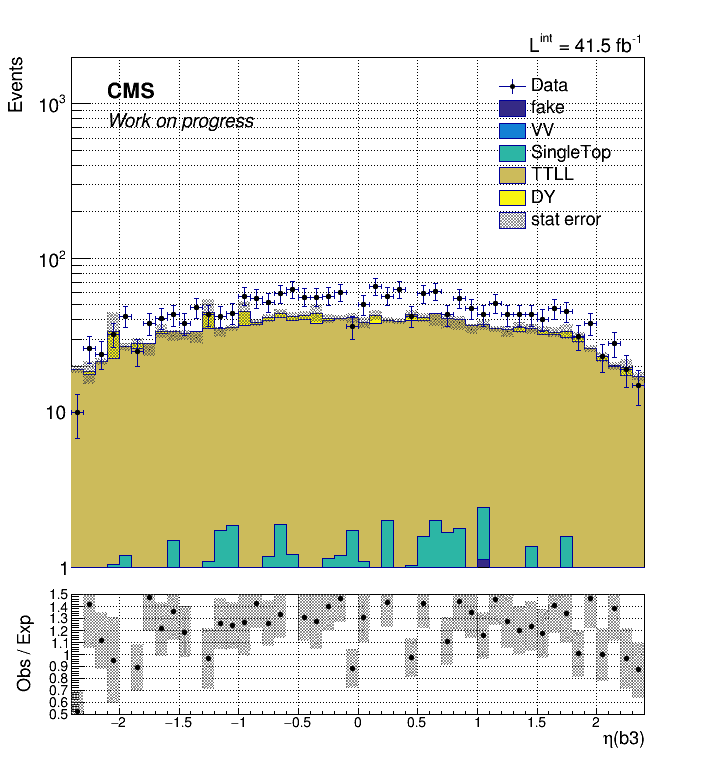 L^int = 41.5 fb^-1
Events
CMS
Work on progress
Data
fake
VV
SingleTop
TTLL
DY
stat error
10^3
10^2
10
1
Obs / Exp
1.5
1.4
1.3
1.2
1.1
1
0.9
0.8
0.7
0.6
0.5
−2 −1.5 −1 −0.5 0 0.5 1 1.5 2
η(b3)